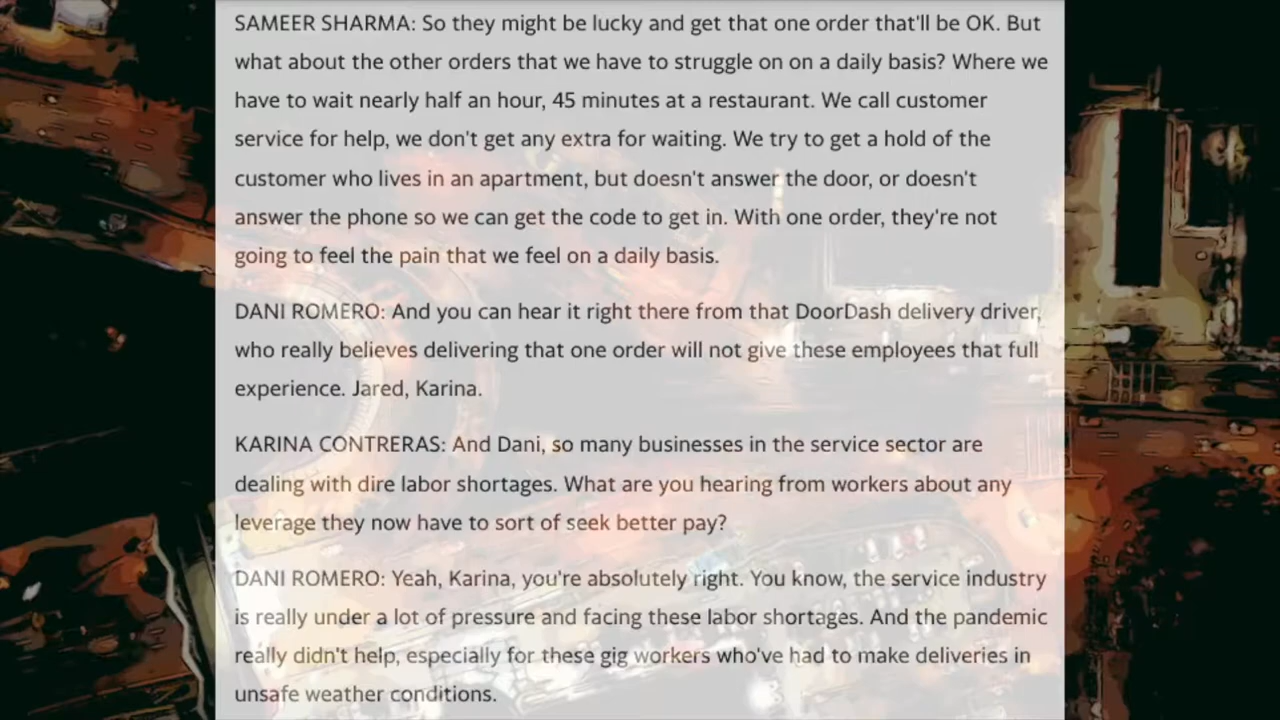 SAMEER SHARMA: So they might be lucky and get that one order that'll be OK. But
what about the other orders that we have to struggle on on a daily basis? Where we
have to wait nearly half an hour, 45 minutes at a restaurant. We call customer
service for help, we don't get any extra for waiting. We try to get a hold of the
customer who lives in an apartment, but doesn't answer the door, or doesn't
answer the phone so we can get the code to get in. With one order, they're not
going to feel the pain that we feel on a daily basis.
DANI ROMERO: And you can hear it right there from that DoorDash delivery driver,
who really believes delivering that one order will not give these employees that full
experience. Jared, Karina.
KARINA CONTRERAS: And Dani, so many businesses in the service sector are
dealing with dire labor shortages. What are you hearing from workers about any
leverage they now have to sort of seek better pay?
DANI ROMERO: Yeah, Karina, you're absolutely right. You know, the service industry
is really under a lot of pressure and facing these labor shortages. And the pandemic
really didn't help, especially for these gig workers who've had to make deliveries in
unsafe weather conditions.